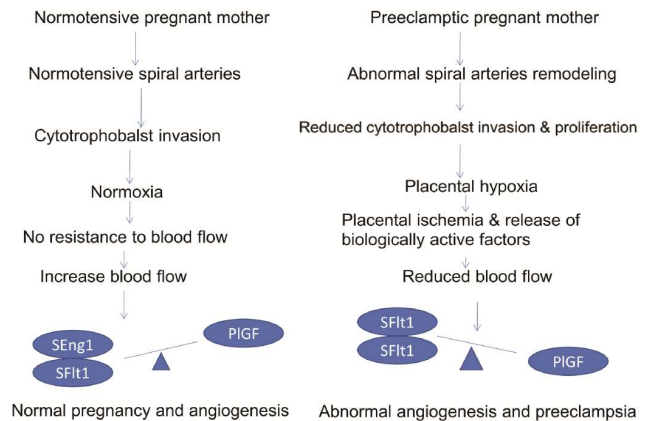 Normotensive pregnant mother
Normotensive spiral arteries
Cytotrophobalst invasion
Normoxia
No resistance to blood flow
Increase blood flow
SEng1
SFlt1
PlGF
Normal pregnancy and angiogenesis
Preeclamptic pregnant mother
Abnormal spiral arteries remodeling
Reduced cytotrophobalst invasion & proliferation
Placental hypoxia
Placental ischemia & release of
biologically active factors
Reduced blood flow
SFlt1
SFlt1
PlGF
Abnormal angiogenesis and preeclampsia